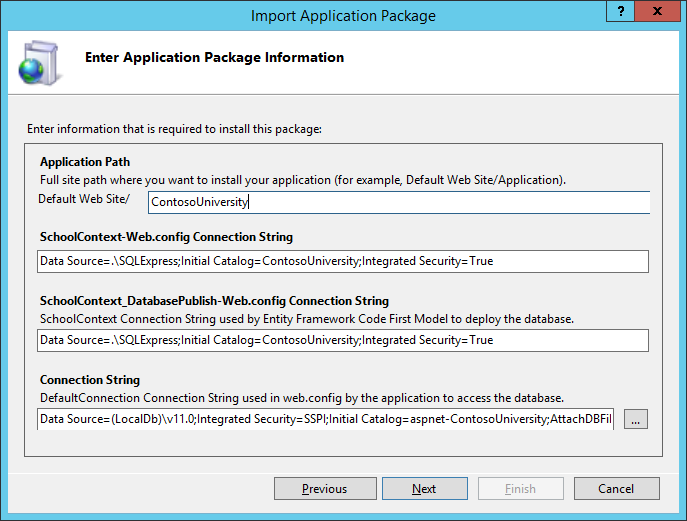 Import Application Package
? x
Enter Application Package Information
Enter information that is required to install this package:
Application Path
Full site path where you want to install your application (for example, Default Web Site/Application).
Default Web Site/ ContosoUniversity
SchoolContext-Web.config Connection String
Data Source=.\SQLExpress;Initial Catalog=ContosoUniversity;Integrated Security=True
SchoolContext_DatabasePublish-Web.config Connection String
SchoolContext Connection String used by Entity Framework Code First Model to deploy the database.
Data Source=.\SQLExpress;Initial Catalog=ContosoUniversity;Integrated Security=True
Connection String
DefaultConnection Connection String used in web.config by the application to access the database.
Data Source=(LocalDb)\v11.0;Integrated Security=SSPI;Initial Catalog=aspnet-ContosoUniversity;AttachDBFil ...
Previous Next Finish Cancel